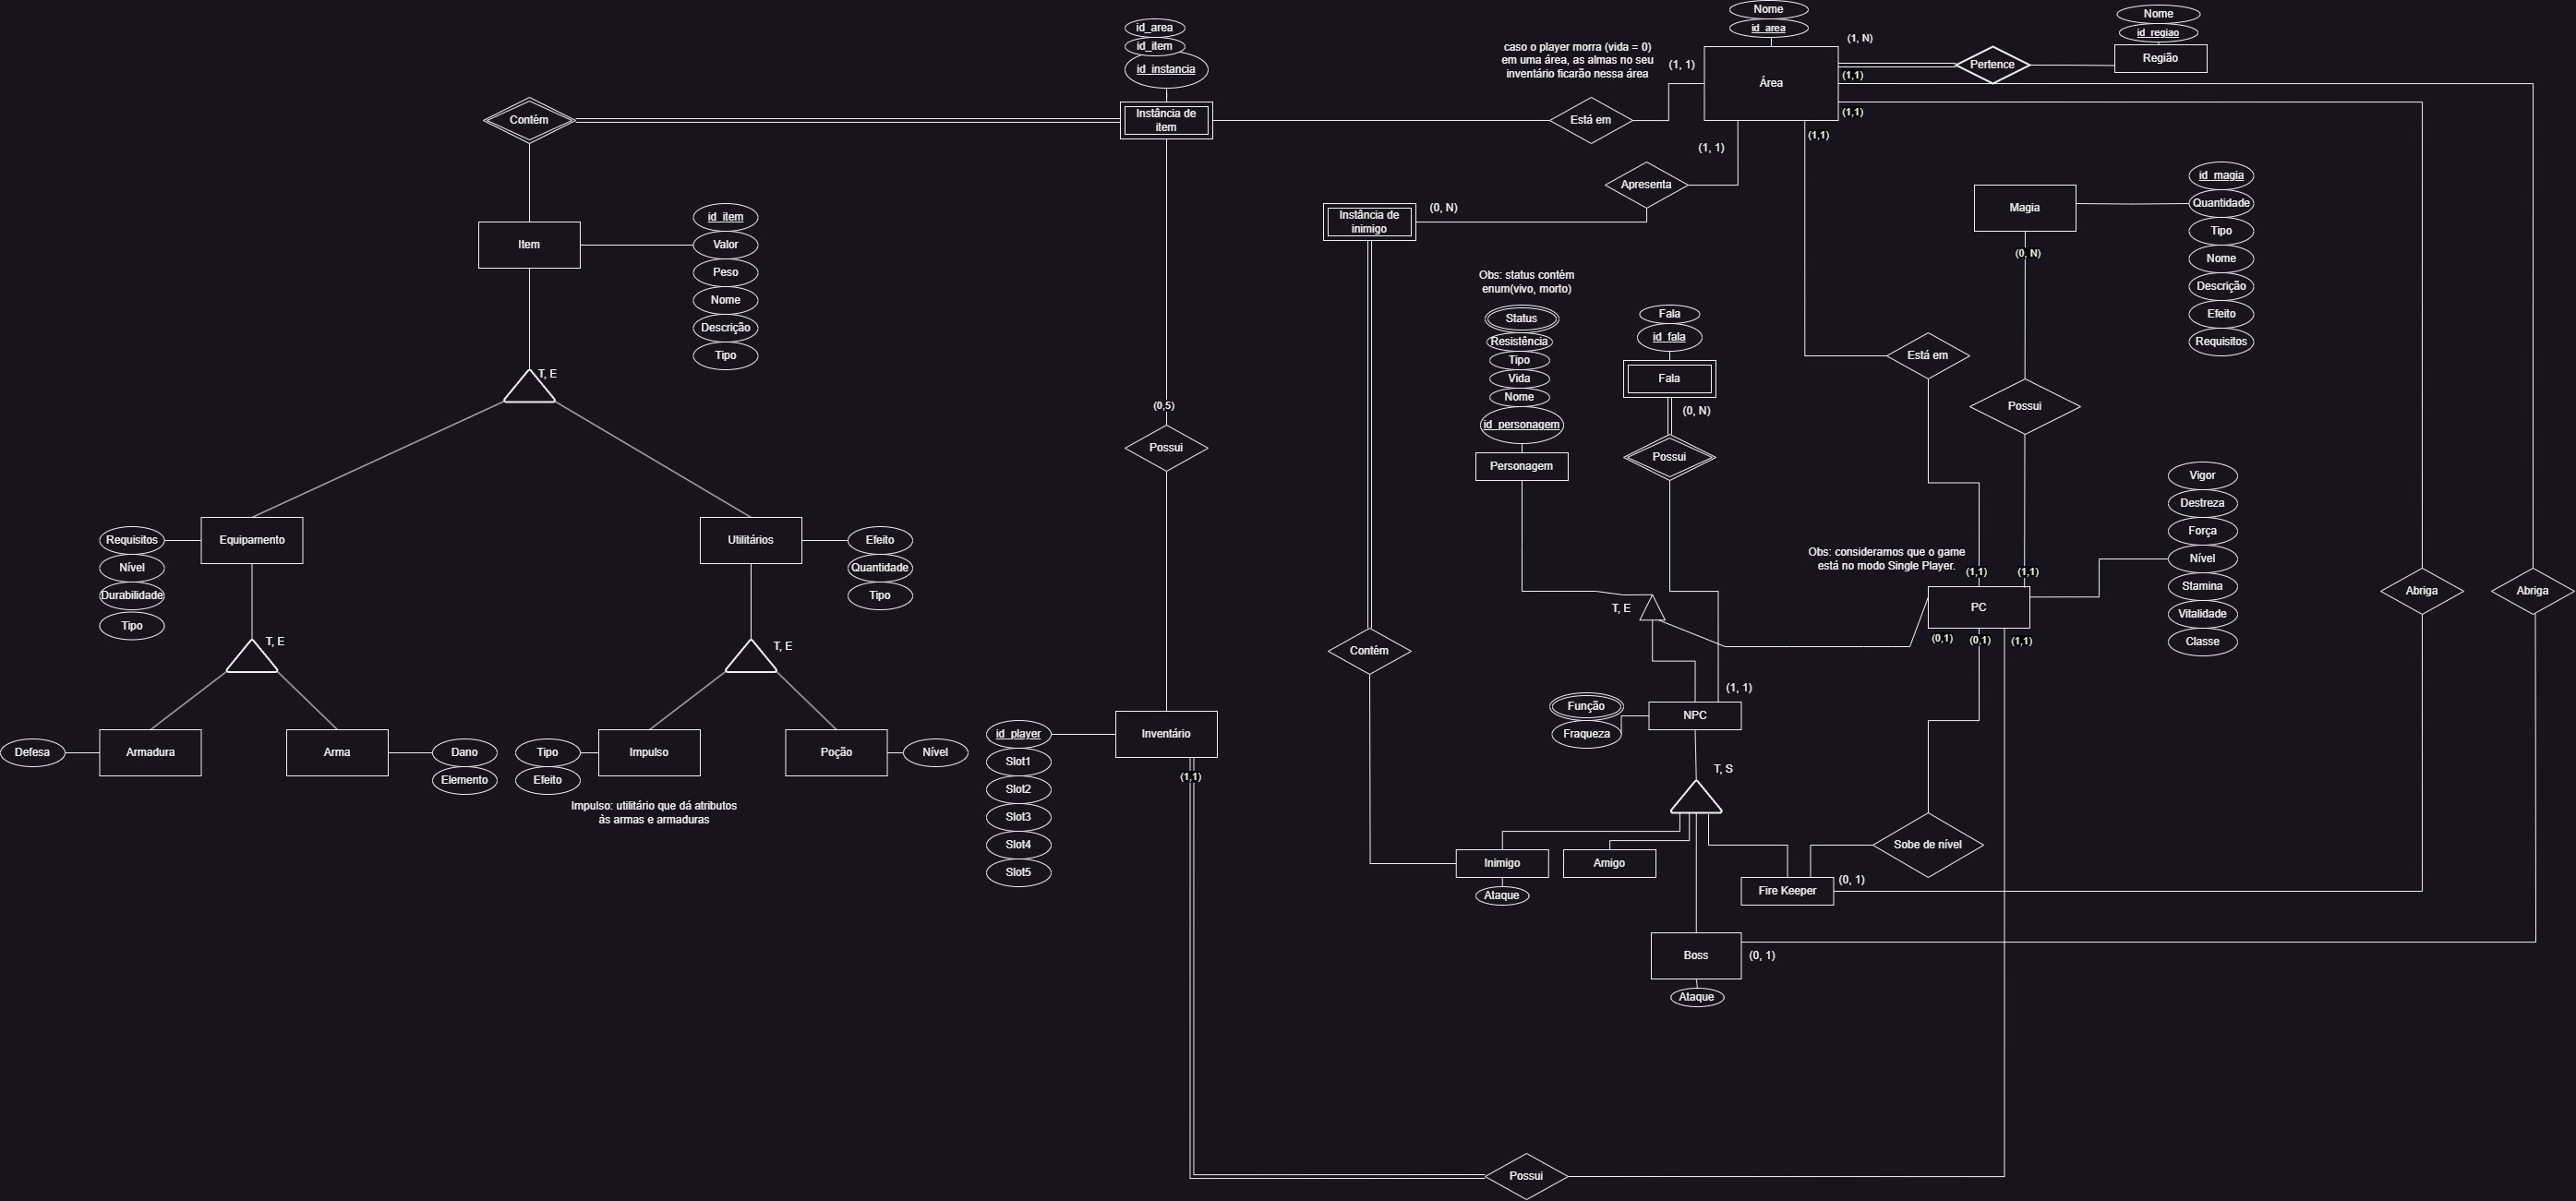 Nome
id_area
Nome
id_regiao
Região
Pertence
(1, N)
(1,1)
(1,1)
(1,1)
(1, 1)
(1, 1)
Área
caso o player morra (vida = 0)
em uma área, as almas no seu
inventário ficarão nessa área
id_area
id_item
id_instancia
Instância de
item
Contém
Está em
Apresenta
(0, N)
Instância de
inimigo
Magia
(0, N)
id_magia
Quantidade
Tipo
Nome
Descrição
Efeito
Requisitos
Item
id_item
Valor
Peso
Nome
Descrição
Tipo
T, E
Obs: status contém
enum(vivo, morto)
Status
Resistência
Tipo
Vida
Nome
id_personagem
Personagem
Fala
id_fala
Fala
(0, N)
Possui
Está em
Possui
(0,5)
Possui
Vigor
Destreza
Força
Nível
Stamina
Vitalidade
Classe
Requisitos
Nível
Durabilidade
Tipo
Equipamento
Utilitários
Efeito
Quantidade
Tipo
Obs: consideramos que o game
está no modo Single Player.
(1,1)
(1,1)
PC
(0,1)
(0,1)
(1,1)
Abriga
Abriga
T, E
T, E
T, E
Contém
(1, 1)
Função
Fraqueza
NPC
T, S
Defesa
Armadura
Arma
Dano
Elemento
Tipo
Efeito
Impulso
Poção
Nível
Impulso: utilitário que dá atributos
às armas e armaduras
id_player
Slot1
Slot2
Slot3
Slot4
Slot5
Inventário
(1,1)
Inimigo
Ataque
Amigo
Sobe de nível
Fire Keeper
(0, 1)
Boss
(0, 1)
Ataque
Possui